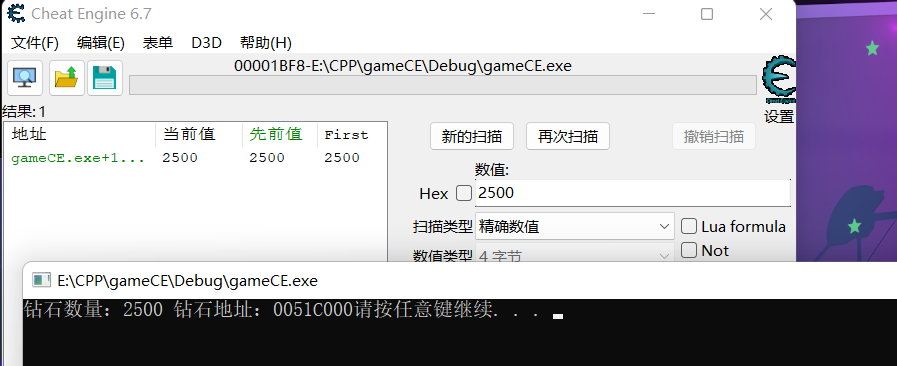 Cheat Engine 6.7
文件(F) 编辑(E) 表单 D3D 帮助(H)
00001BF8-E:\CPP\gameCE\Debug\gameCE.exe
设置
结果: 1
地址 当前值 先前值 First
gameCE.exe+1... 2500 2500 2500
新的扫描 再次扫描 撤销扫描
数值:
Hex 2500
扫描类型 精确数值 Lua formula
数值类型 4 字节 Not
E:\CPP\gameCE\Debug\gameCE.exe
钻石数量：2500 钻石地址：0051C000请按任意键继续. . .